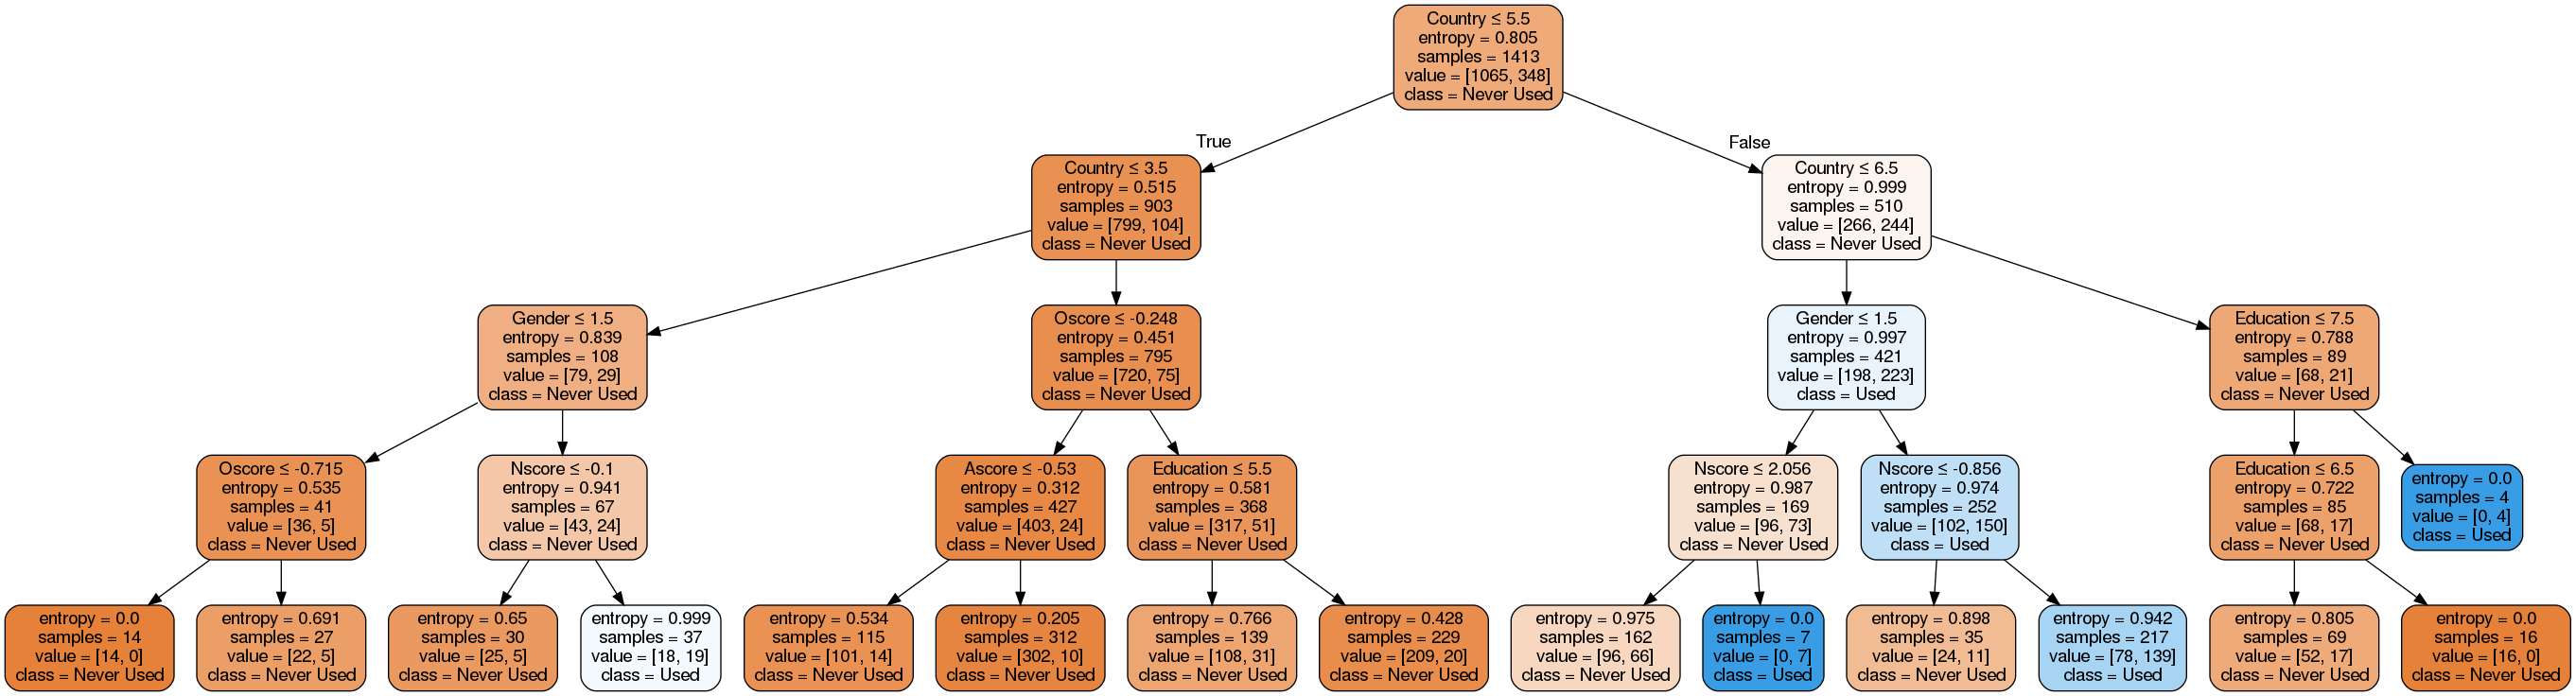 Country ≤ 5.5
entropy = 0.805
samples = 1413
value = [1065, 348]
class = Never Used
True
False
Country ≤ 3.5
entropy = 0.515
samples = 903
value = [799, 104]
class = Never Used
Country ≤ 6.5
entropy = 0.999
samples = 510
value = [266, 244]
class = Never Used
Gender ≤ 1.5
entropy = 0.839
samples = 108
value = [79, 29]
class = Never Used
Oscore ≤ -0.248
entropy = 0.451
samples = 795
value = [720, 75]
class = Never Used
Gender ≤ 1.5
entropy = 0.997
samples = 421
value = [198, 223]
class = Used
Education ≤ 7.5
entropy = 0.788
samples = 89
value = [68, 21]
class = Never Used
Oscore ≤ -0.715
entropy = 0.535
samples = 41
value = [36, 5]
class = Never Used
Nscore ≤ -0.1
entropy = 0.941
samples = 67
value = [43, 24]
class = Never Used
Ascore ≤ -0.53
entropy = 0.312
samples = 427
value = [403, 24]
class = Never Used
Education ≤ 5.5
entropy = 0.581
samples = 368
value = [317, 51]
class = Never Used
Nscore ≤ 2.056
entropy = 0.987
samples = 169
value = [96, 73]
class = Never Used
Nscore ≤ -0.856
entropy = 0.974
samples = 252
value = [102, 150]
class = Used
Education ≤ 6.5
entropy = 0.722
samples = 85
value = [68, 17]
class = Never Used
entropy = 0.0
samples = 4
value = [0, 4]
class = Used
entropy = 0.0
samples = 14
value = [14, 0]
class = Never Used
entropy = 0.691
samples = 27
value = [22, 5]
class = Never Used
entropy = 0.65
samples = 30
value = [25, 5]
class = Never Used
entropy = 0.999
samples = 37
value = [18, 19]
class = Used
entropy = 0.534
samples = 115
value = [101, 14]
class = Never Used
entropy = 0.205
samples = 312
value = [302, 10]
class = Never Used
entropy = 0.766
samples = 139
value = [108, 31]
class = Never Used
entropy = 0.428
samples = 229
value = [209, 20]
class = Never Used
entropy = 0.975
samples = 162
value = [96, 66]
class = Never Used
entropy = 0.0
samples = 7
value = [0, 7]
class = Used
entropy = 0.898
samples = 35
value = [24, 11]
class = Never Used
entropy = 0.942
samples = 217
value = [78, 139]
class = Used
entropy = 0.805
samples = 69
value = [52, 17]
class = Never Used
entropy = 0.0
samples = 16
value = [16, 0]
class = Never Used